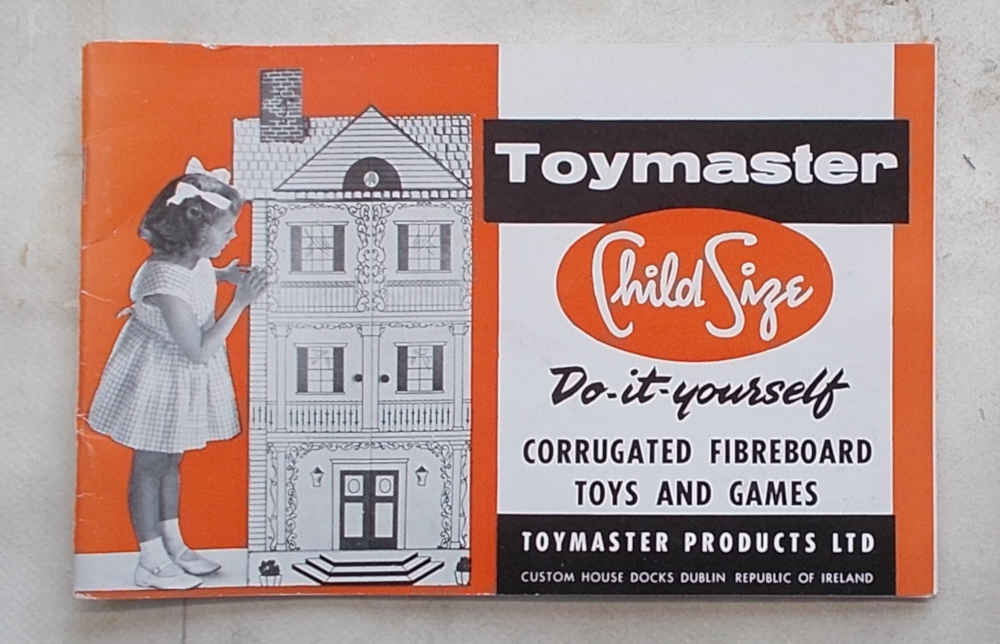 Toymaster
Child Size
Do-it-yourself
CORRUGATED FIBREBOARD
TOYS AND GAMES
TOYMASTER PRODUCTS LTD
CUSTOM HOUSE DOCKS DUBLIN REPUBLIC OF IRELAND